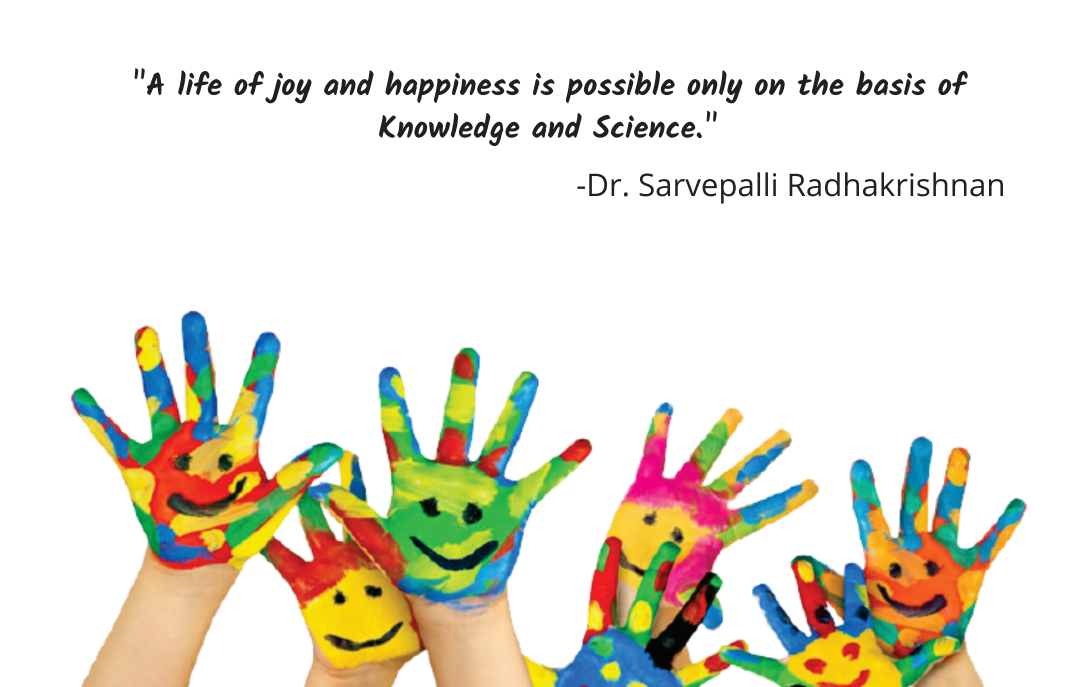 "A life of joy and happiness is possible only on the basis of
Knowledge and Science."
-Dr. Sarvepalli Radhakrishnan